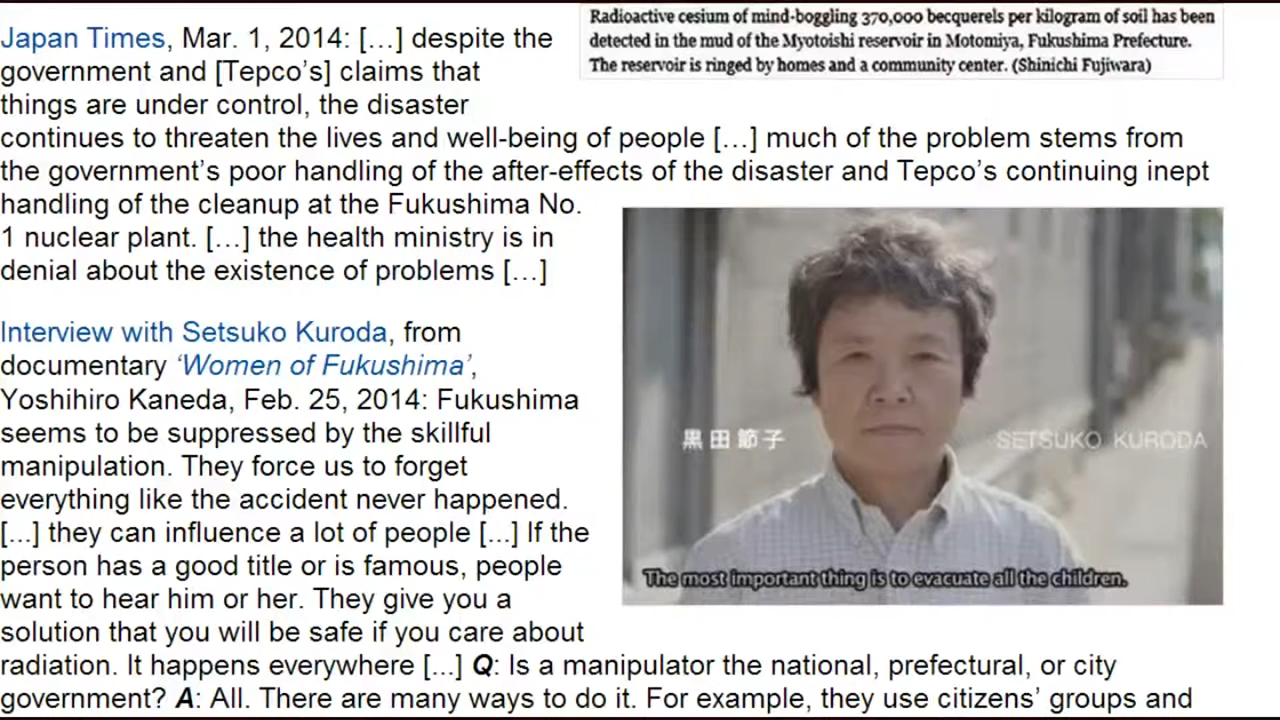 Radioactive cesium of mind-boggling 370,000 becquerels per kilogram of soil has been
detected in the mud of the Myotoishi reservoir in Motomiya, Fukushima Prefecture.
The reservoir is ringed by homes and a community center. (Shinichi Fujiwara)
Japan Times, Mar. 1, 2014: […] despite the
government and [Tepco’s] claims that
things are under control, the disaster
continues to threaten the lives and well-being of people […] much of the problem stems from
the government’s poor handling of the after-effects of the disaster and Tepco’s continuing inept
handling of the cleanup at the Fukushima No.
1 nuclear plant. […] the health ministry is in
denial about the existence of problems […]
Interview with Setsuko Kuroda, from
documentary ‘Women of Fukushima’,
Yoshihiro Kaneda, Feb. 25, 2014: Fukushima
seems to be suppressed by the skillful
manipulation. They force us to forget
everything like the accident never happened.
[...] they can influence a lot of people [...] If the
person has a good title or is famous, people
want to hear him or her. They give you a
solution that you will be safe if you care about
radiation. It happens everywhere [...] Q: Is a manipulator the national, prefectural, or city
government? A: All. There are many ways to do it. For example, they use citizens’ groups and
黒田 節子
SETSUKO KURODA
The most important thing is to evacuate all the children.